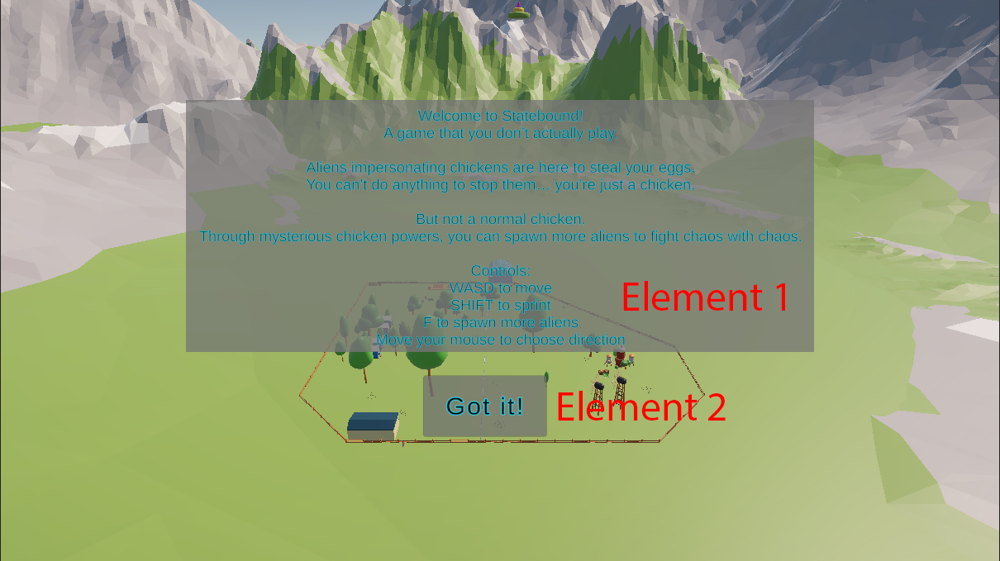 Welcome to Statebound!
A game that you don't actually play.
Aliens impersonating chickens are here to steal your eggs.
You can't do anything to stop them... you're just a chicken.
But not a normal chicken.
Through mysterious chicken powers, you can spawn more aliens to fight chaos with chaos.
Controls:
WASD to move
SHIFT to sprint
F to spawn more aliens
Move your mouse to choose direction
Element 1
Got it!
Element 2